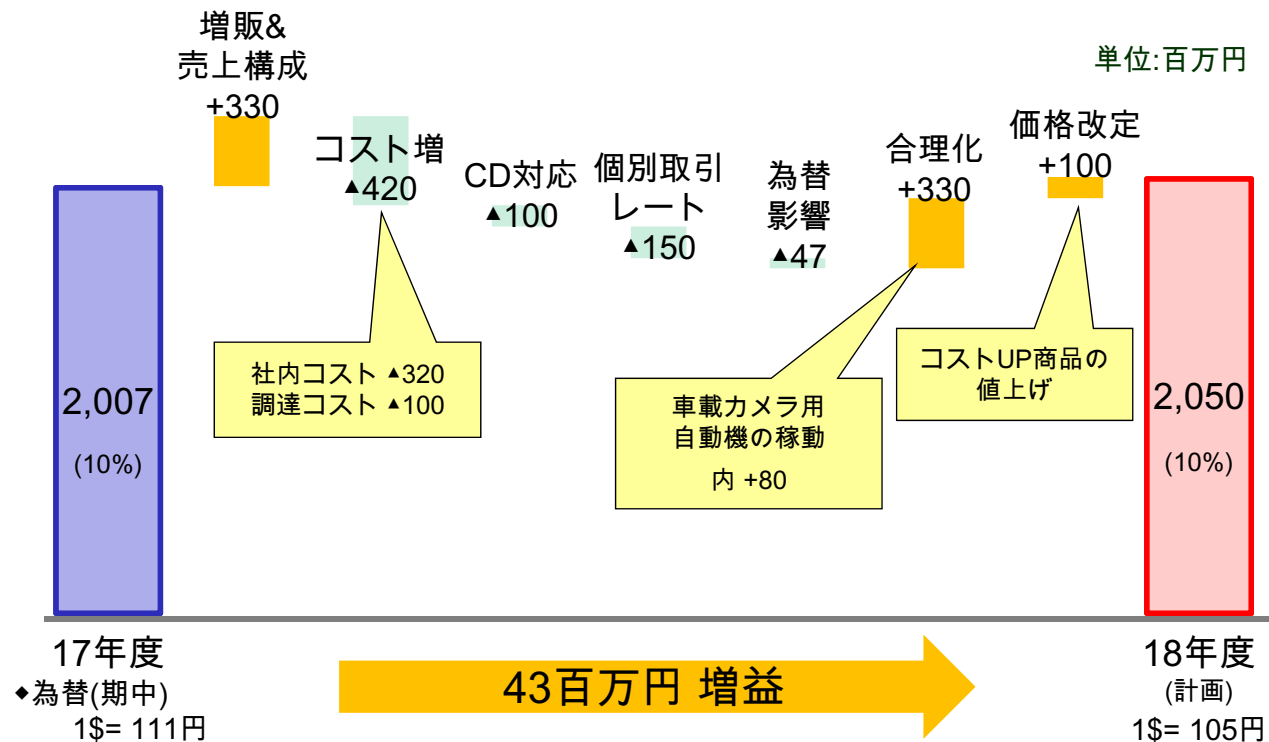 単位:百万円
増販&
売上構成
+330
コスト増
▲420
CD対応
▲100
個別取引
レート
▲150
為替
影響
▲47
合理化
+330
価格改定
+100
社内コスト ▲320
調達コスト ▲100
車載カメラ用
自動機の稼動
内 +80
コストUP商品の
値上げ
2,007
(10%)
2,050
(10%)
17年度
◆為替(期中)
1$= 111円
43百万円 増益
18年度
(計画)
1$= 105円